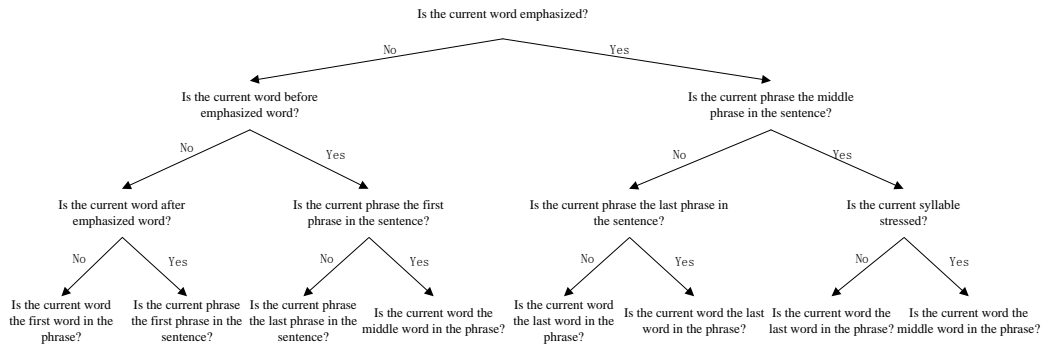 Is the current word emphasized?
No
Yes
Is the current word before
emphasized word?
Is the current phrase the middle
phrase in the sentence?
No
Yes
No
Yes
Is the current word after
emphasized word?
Is the current phrase the first
phrase in the sentence?
Is the current phrase the last phrase in
the sentence?
Is the current syllable
stressed?
No
Yes
No
Yes
No
Yes
No
Yes
Is the current word
the first word in the
phrase?
Is the current phrase
the first phrase in the
sentence?
Is the current phrase
the last phrase in the
sentence?
Is the current word the
middle word in the phrase?
Is the current word
the last word in the
phrase?
Is the current word the last
word in the phrase?
Is the current word the
last word in the phrase?
Is the current word the
middle word in the phrase?